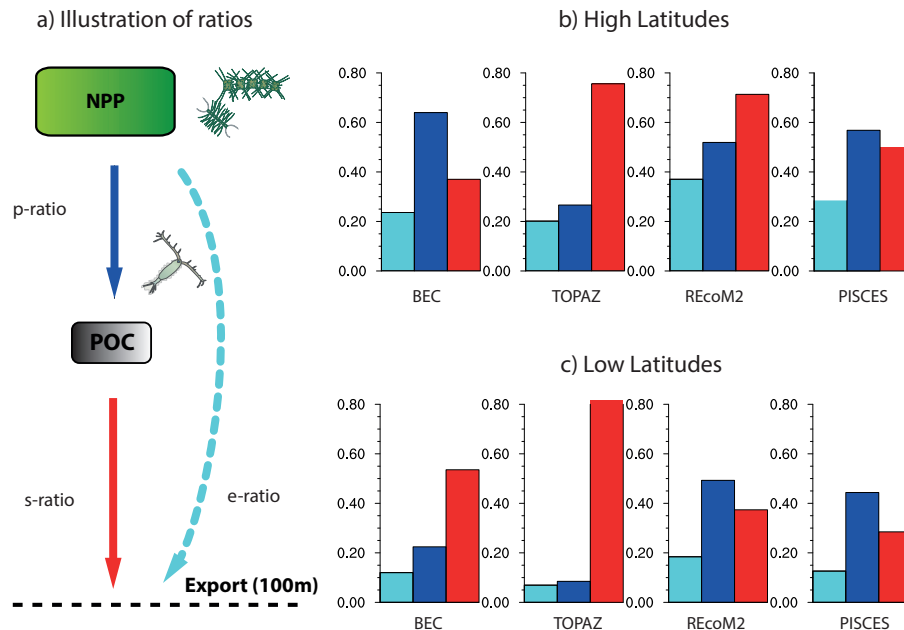 a) Illustration of ratios
NPP
p-ratio
POC
s-ratio
e-ratio
Export (100m)
b) High Latitudes
0.80 0.80 0.80 0.80
0.60 0.60 0.60 0.60
0.40 0.40 0.40 0.40
0.20 0.20 0.20 0.20
0.00 0.00 0.00 0.00
BEC TOPAZ REcoM2 PISCES
c) Low Latitudes
0.80 0.80 0.80 0.80
0.60 0.60 0.60 0.60
0.40 0.40 0.40 0.40
0.20 0.20 0.20 0.20
0.00 0.00 0.00 0.00
BEC TOPAZ REcoM2 PISCES